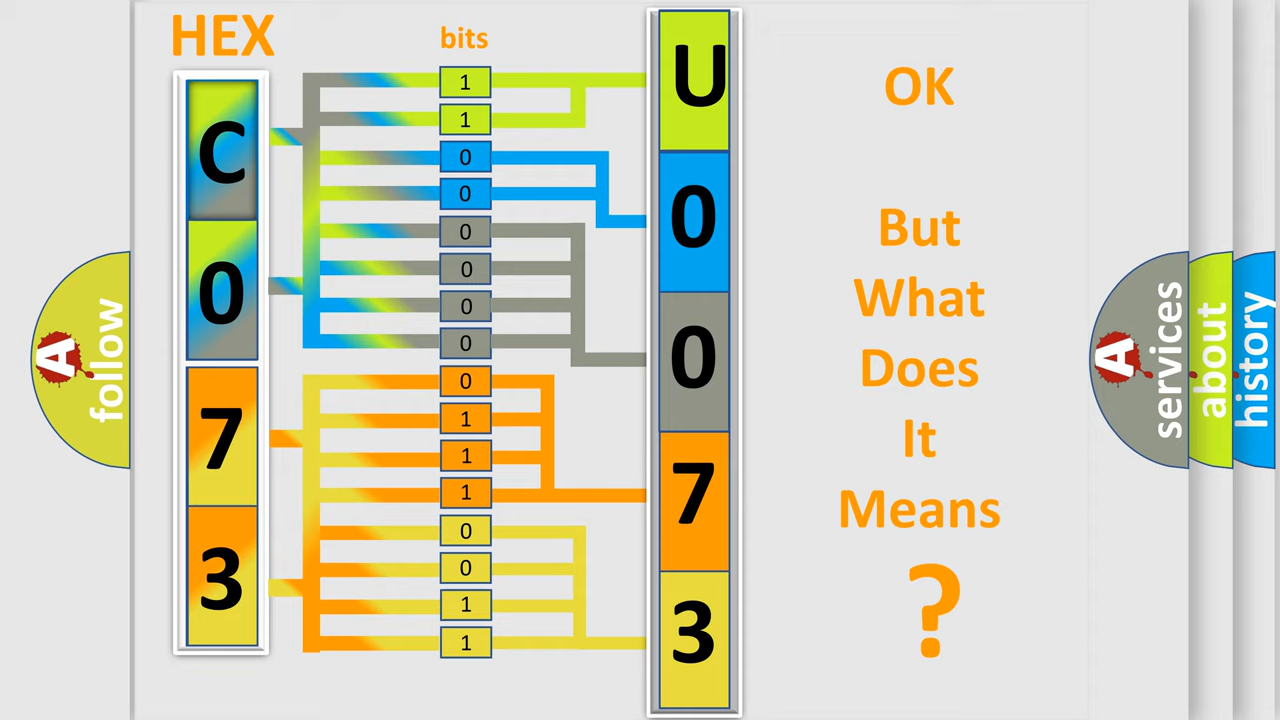 HEX
bits
C
0
7
3
1
1
0
0
0
0
0
0
0
1
1
1
0
0
1
1
U
0
0
7
3
OK
But
What
Does
It
Means
?
A
follow
A
services
about
history